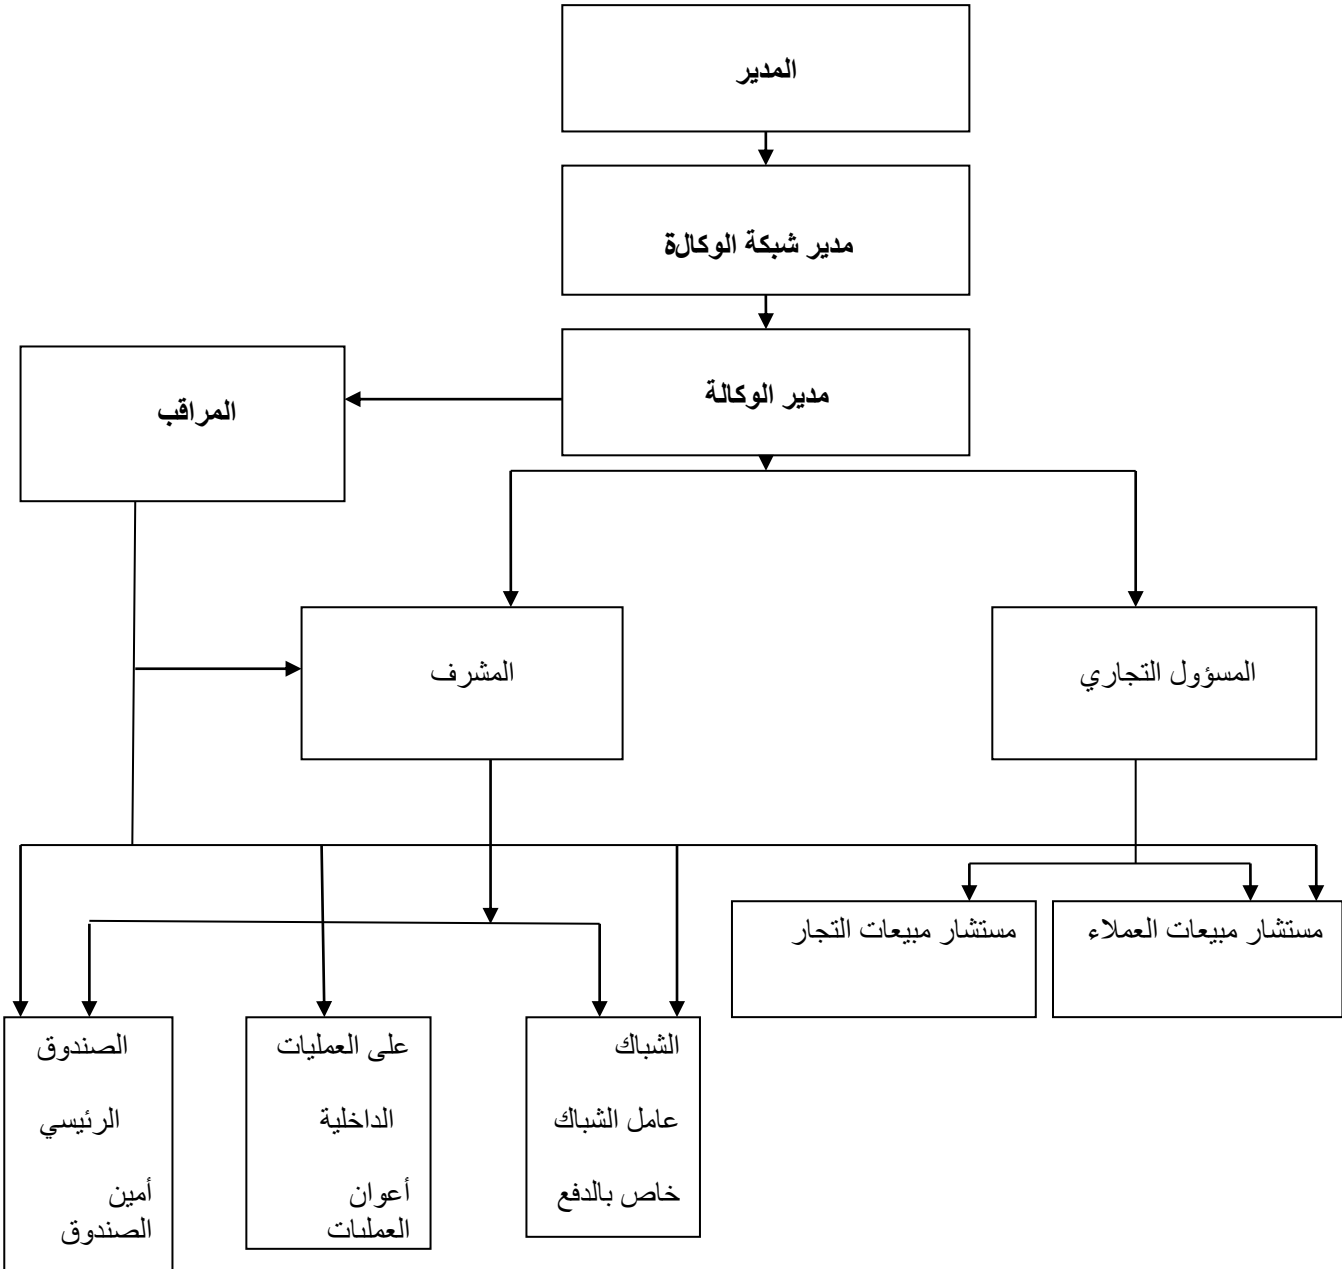 المدير
مدير شبكة الوكالة
مدير الوكالة
المراقب
المسؤول التجاري
المشرف
مستشار مبيعات العملاء
مستشار مبيعات التجار
الشباك
عامل الشباك
خاص بالدفع
على العمليات
الداخلية
أعوان
العمليات
الصندوق
الرئيسي
أمين
الصندوق